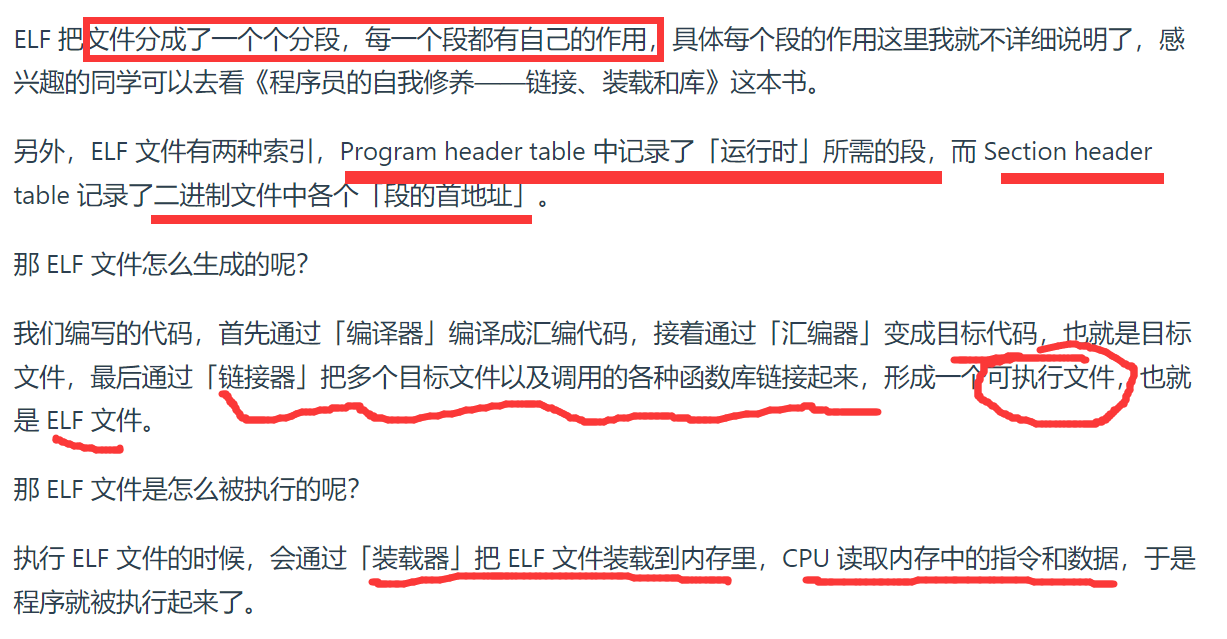 ELF 把文件分成了一个个分段，每一个段都有自己的作用，具体每个段的作用这里我就不详细说明了，感
兴趣的同学可以去看《程序员的自我修养——链接、装载和库》这本书。
另外，ELF 文件有两种索引，Program header table 中记录了「运行时」所需的段，而 Section header
table 记录了二进制文件中各个「段的首地址」。
那 ELF 文件怎么生成的呢？
我们编写的代码，首先通过「编译器」编译成汇编代码，接着通过「汇编器」变成目标代码，也就是目标
文件，最后通过「链接器」把多个目标文件以及调用的各种函数库链接起来，形成一个可执行文件，也就
是 ELF 文件。
那 ELF 文件是怎么被执行的呢？
执行 ELF 文件的时候，会通过「装载器」把 ELF 文件装载到内存里，CPU 读取内存中的指令和数据，于是
程序就被执行起来了。